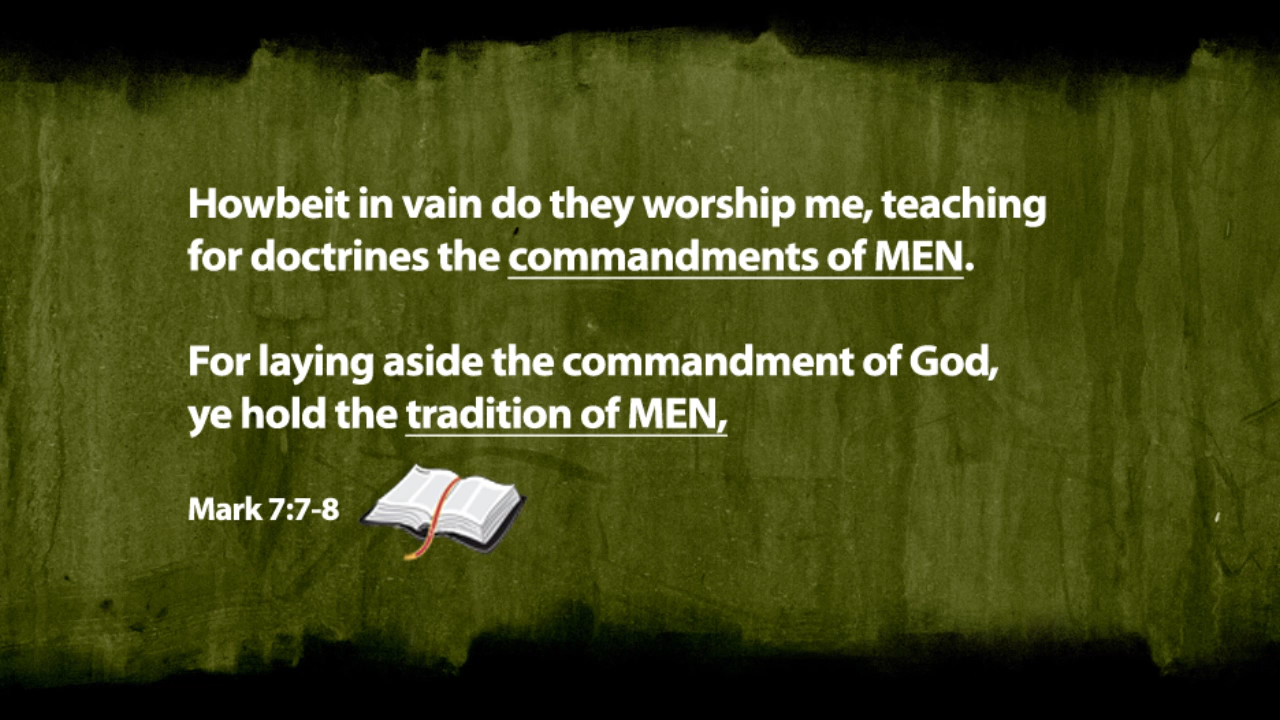 Howbeit in vain do they worship me, teaching
for doctrines the commandments of MEN.
For laying aside the commandment of God,
ye hold the tradition of MEN,
Mark 7:7-8